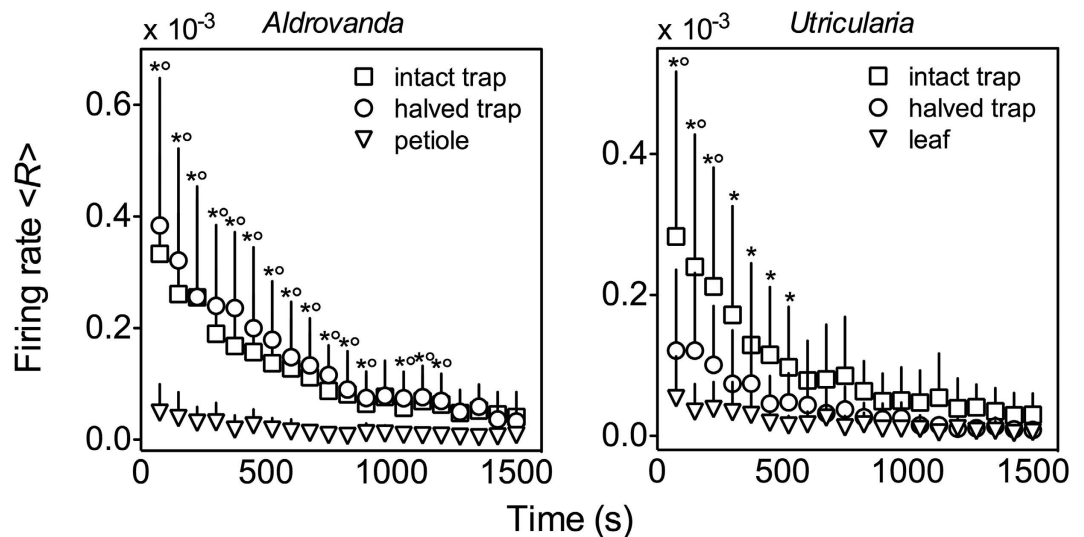 x 10-3 Aldrovanda
x 10-3 Utricularia
Firing rate <R>
0.6
0.4
0.2
0.0
*° *° *° *° *° *° *° *° *° *° *° *° *° *° *°
intact trap
halved trap
petiole
0 500 1000 1500
0.4
0.2
0.0
*° *° *° * * * *
intact trap
halved trap
leaf
0 500 1000 1500
Time (s)